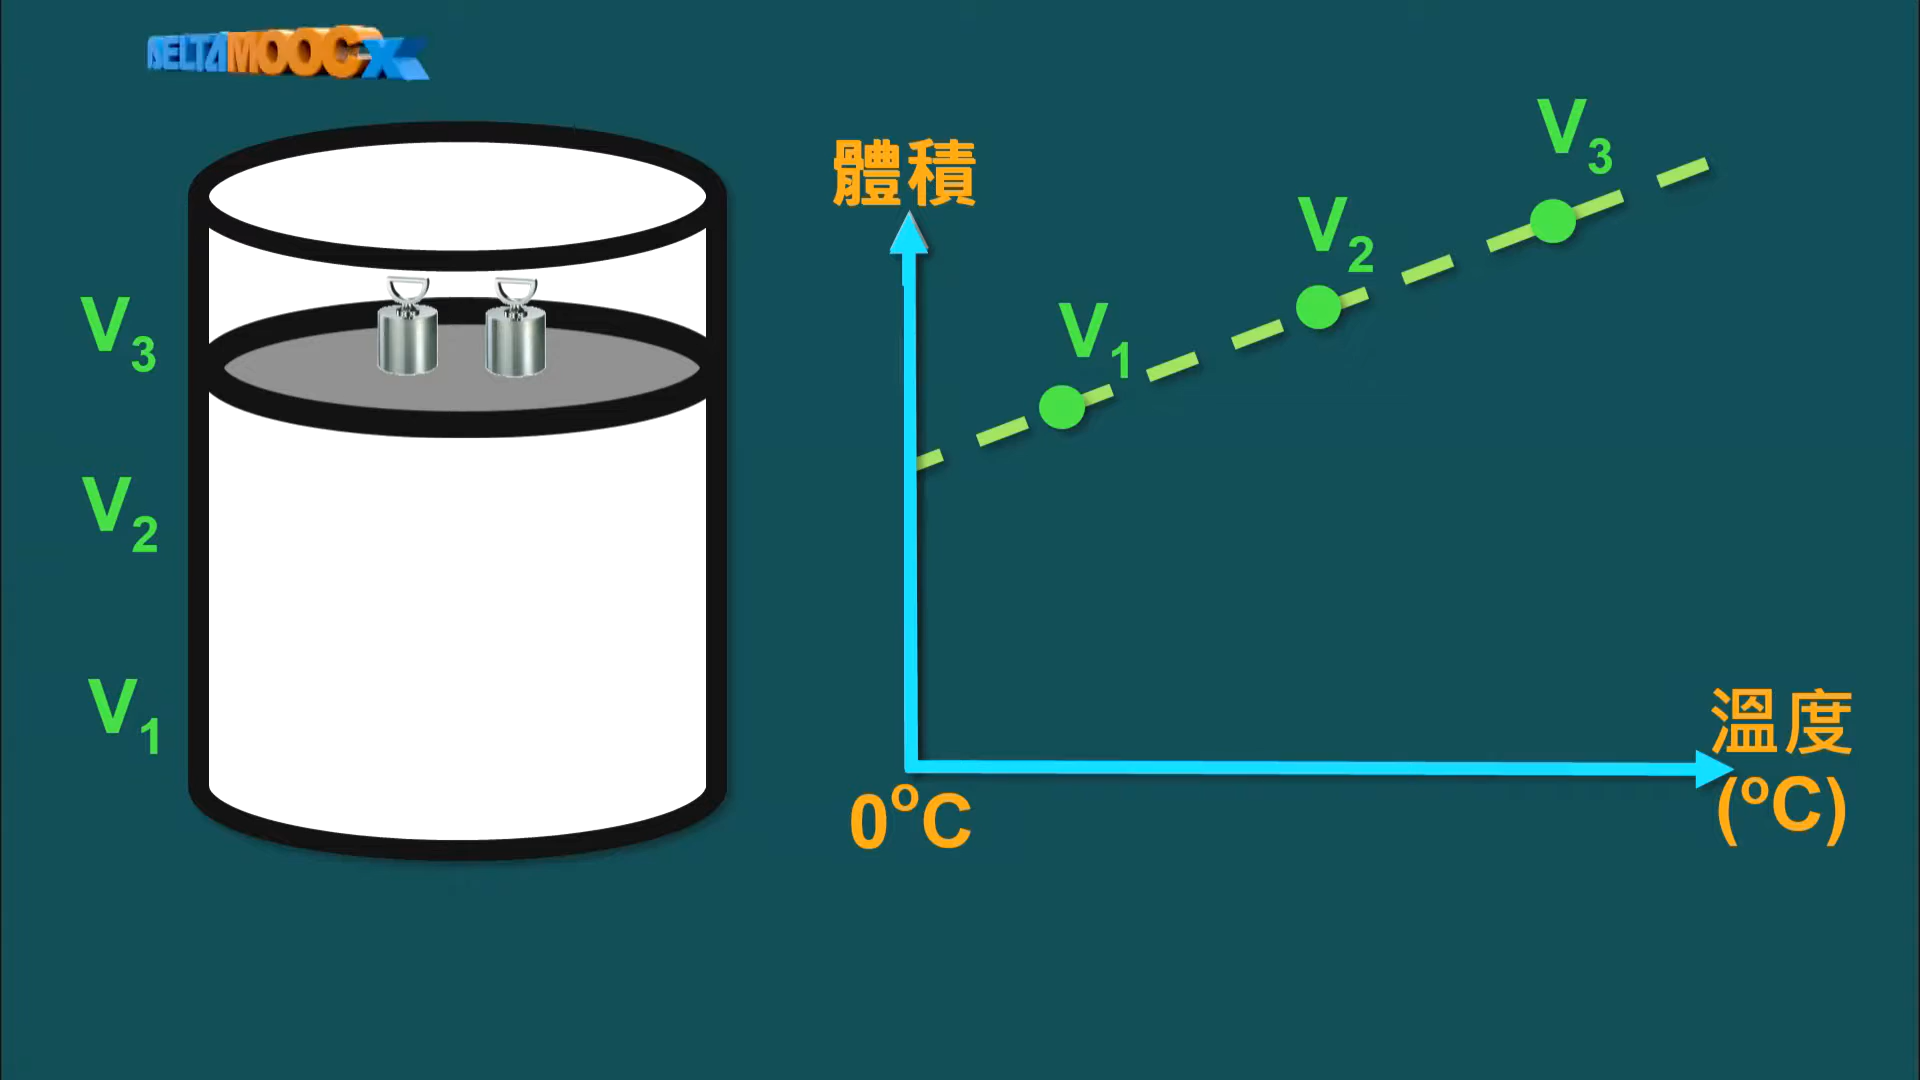 DELTAMOOCx
V3
V2
V1
體積
V1
V2
V3
0°C
溫度
(°C)